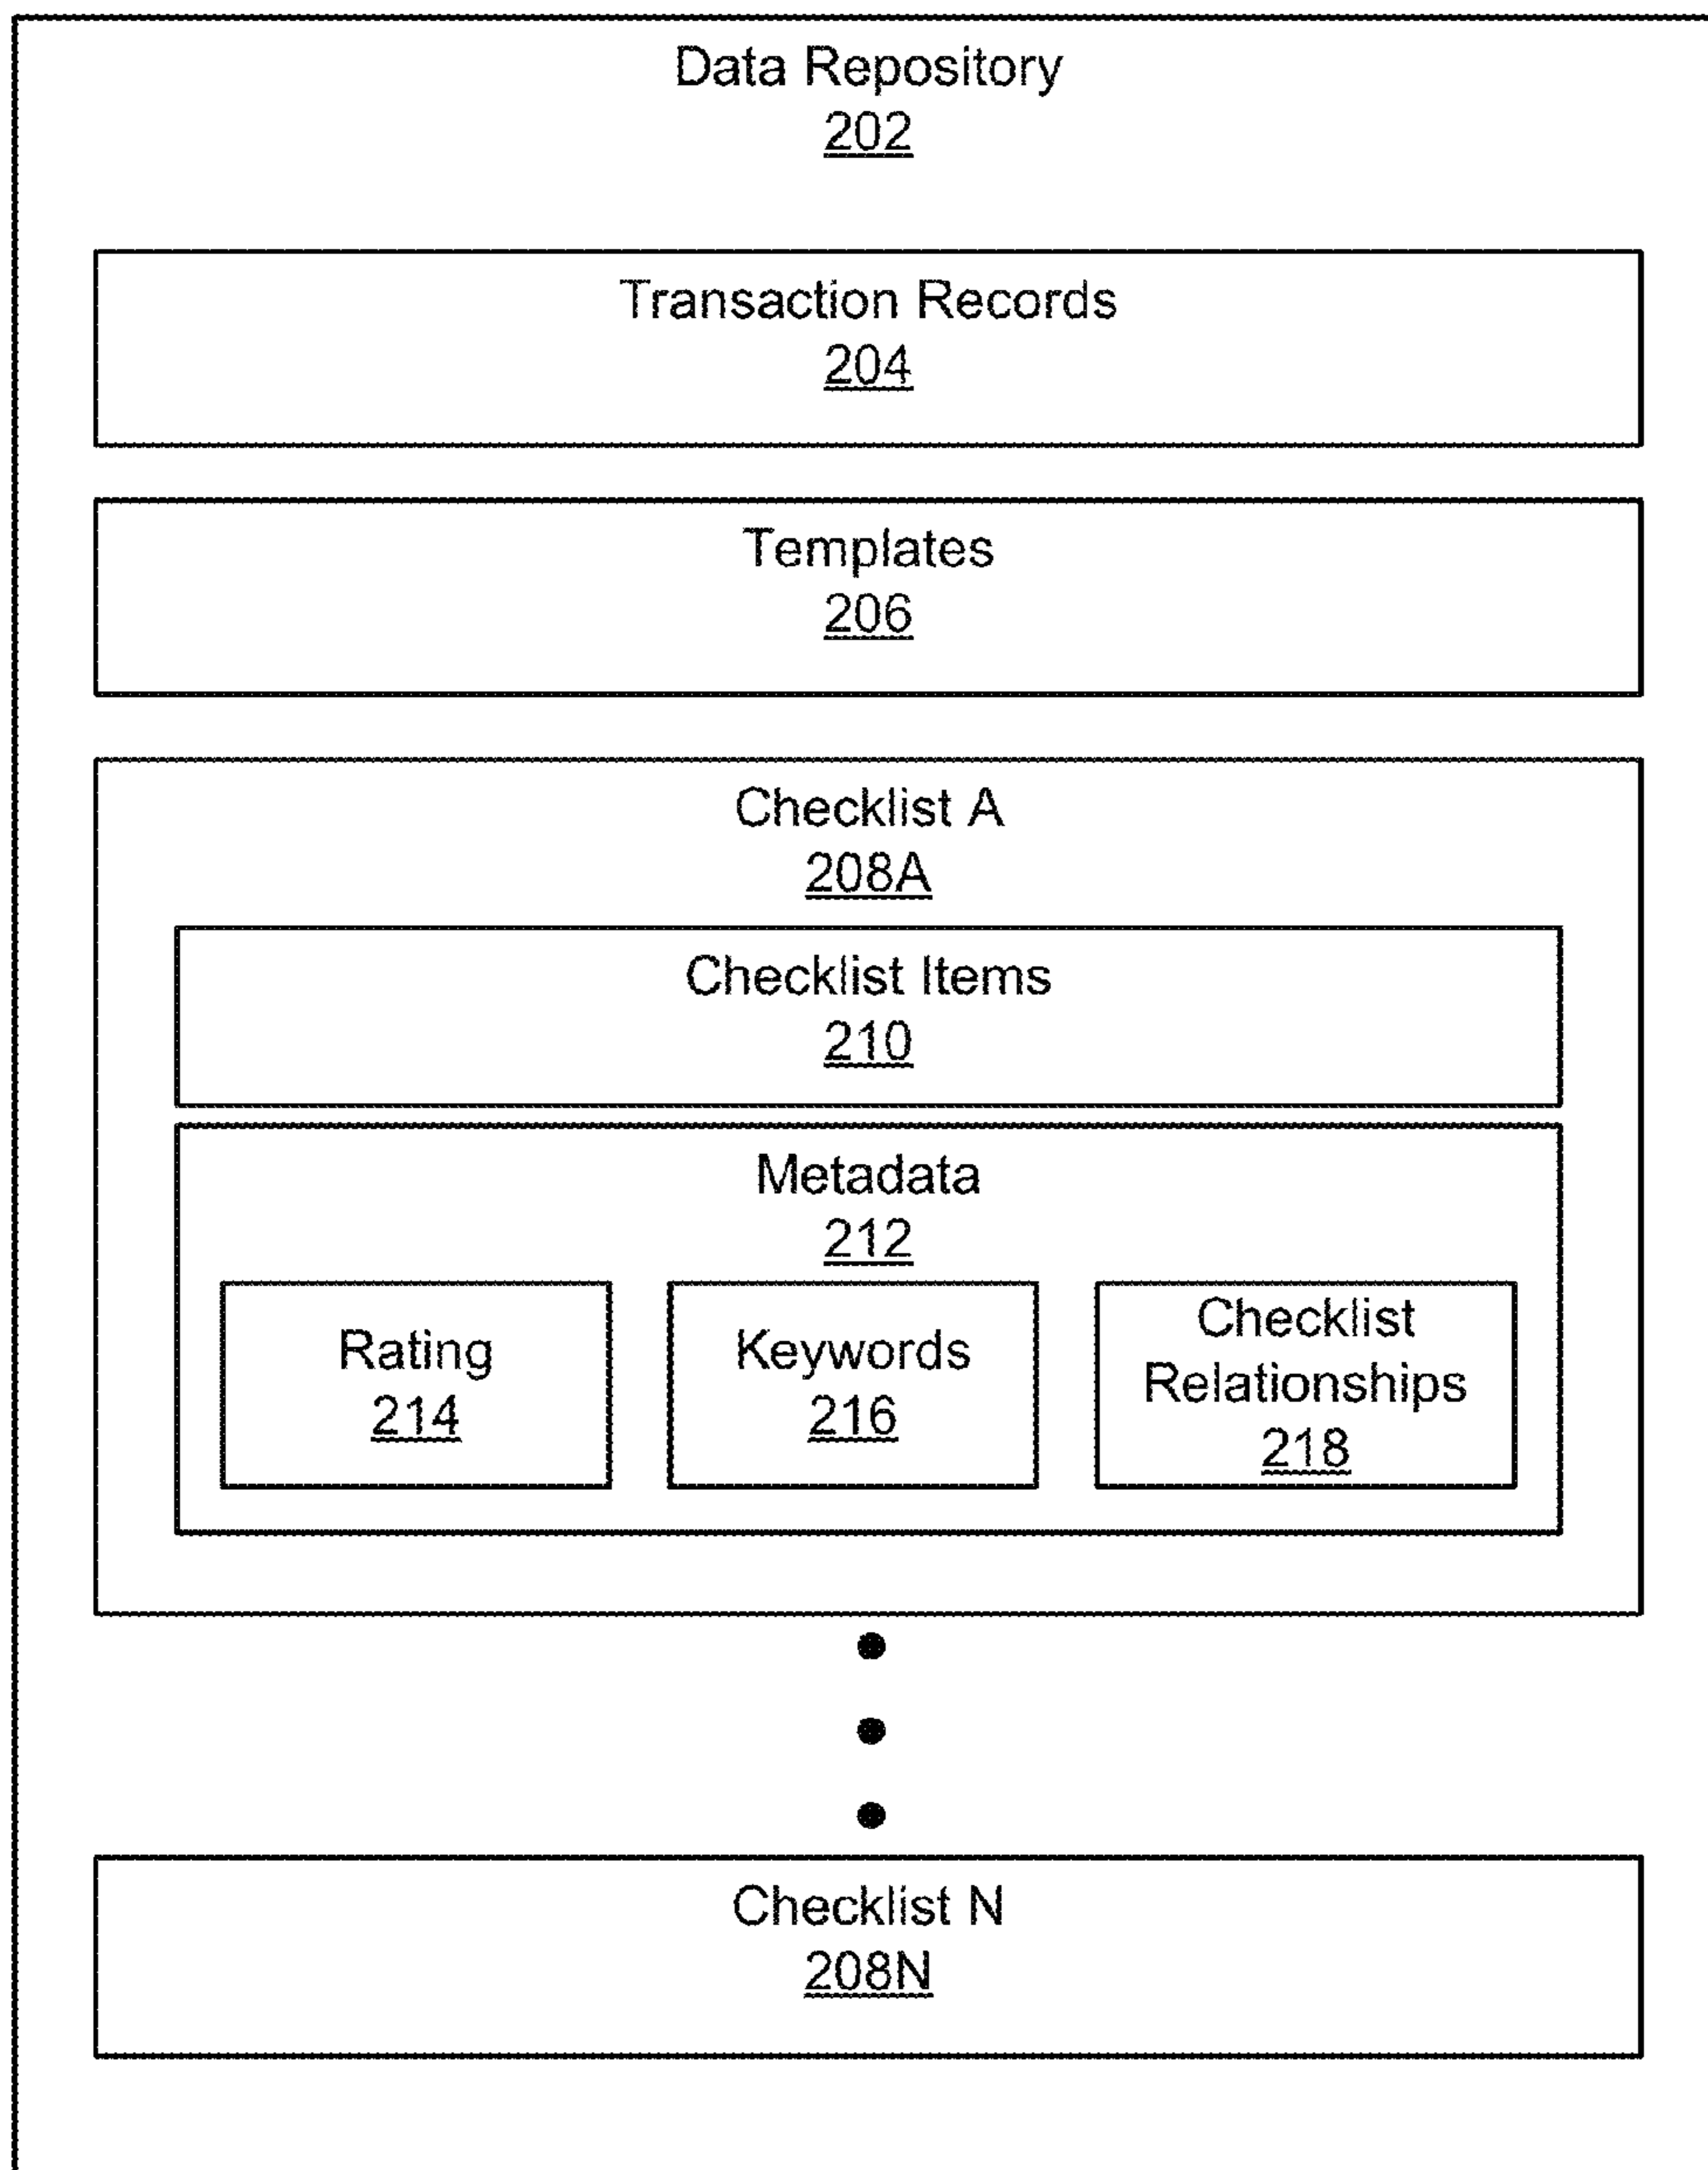 Data Repository
202
Transaction Records
204
Templates
206
Checklist A
208A
Checklist Items
210
Metadata
212
Rating
214
Keywords
216
Checklist
Relationships
218
Checklist N
208N